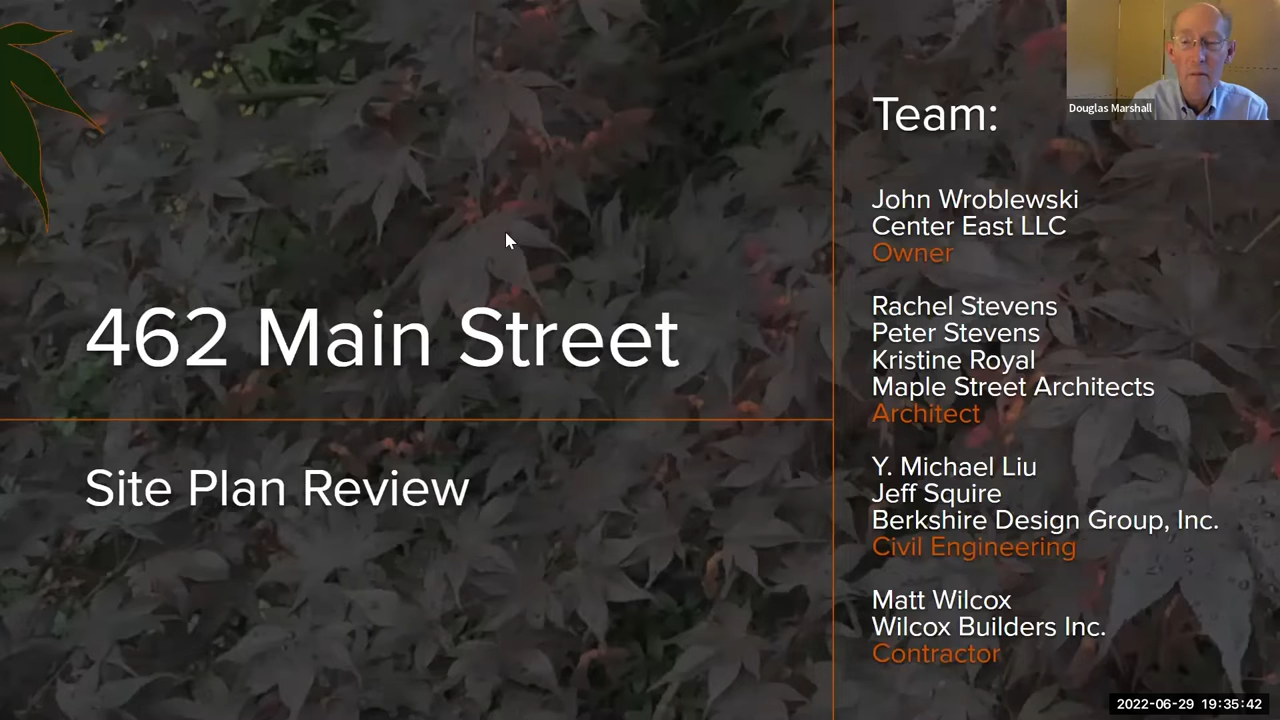 462 Main Street
Site Plan Review
Team:
John Wroblewski
Center East LLC
Owner
Rachel Stevens
Peter Stevens
Kristine Royal
Maple Street Architects
Architect
Y. Michael Liu
Jeff Squire
Berkshire Design Group, Inc.
Civil Engineering
Matt Wilcox
Wilcox Builders Inc.
Contractor
Douglas Marshall
2022-06-29 19:35:42